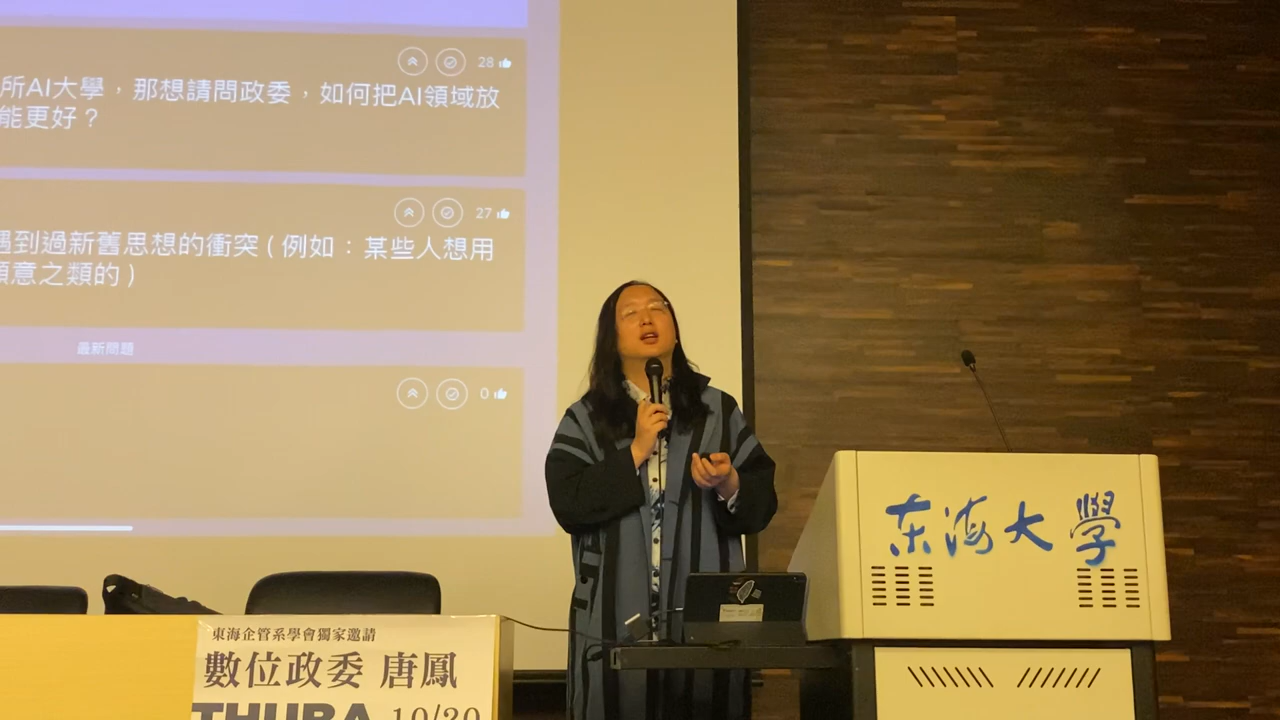 28
所AI大學，那想請問政委，如何把AI領域放
能更好？
27
遇到過新舊思想的衝突 ( 例如：某些人想用
願意之類的 )
最新問題
0
東海大學
東海企管系學會獨家邀請
數位政委 唐鳳
THUBA 10/30